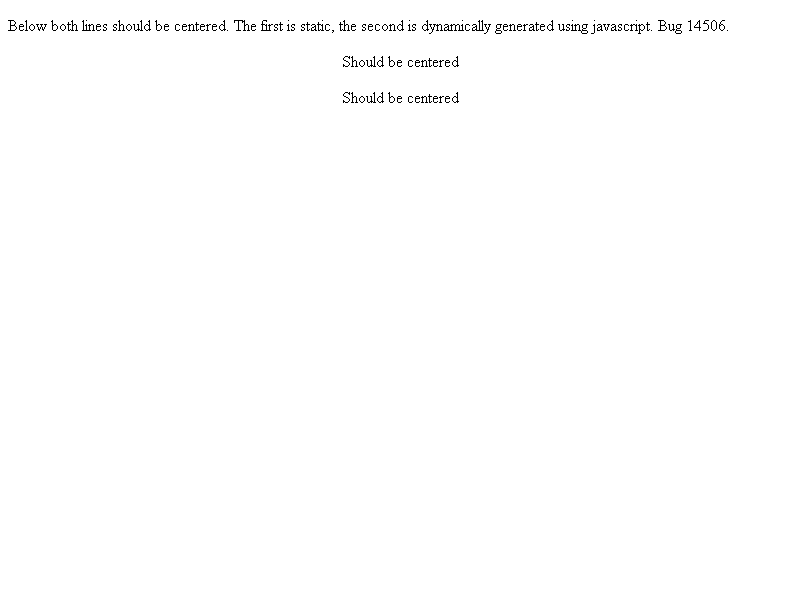 Below both lines should be centered. The first is static, the second is dynamically generated using javascript. Bug 14506.
Should be centered
Should be centered